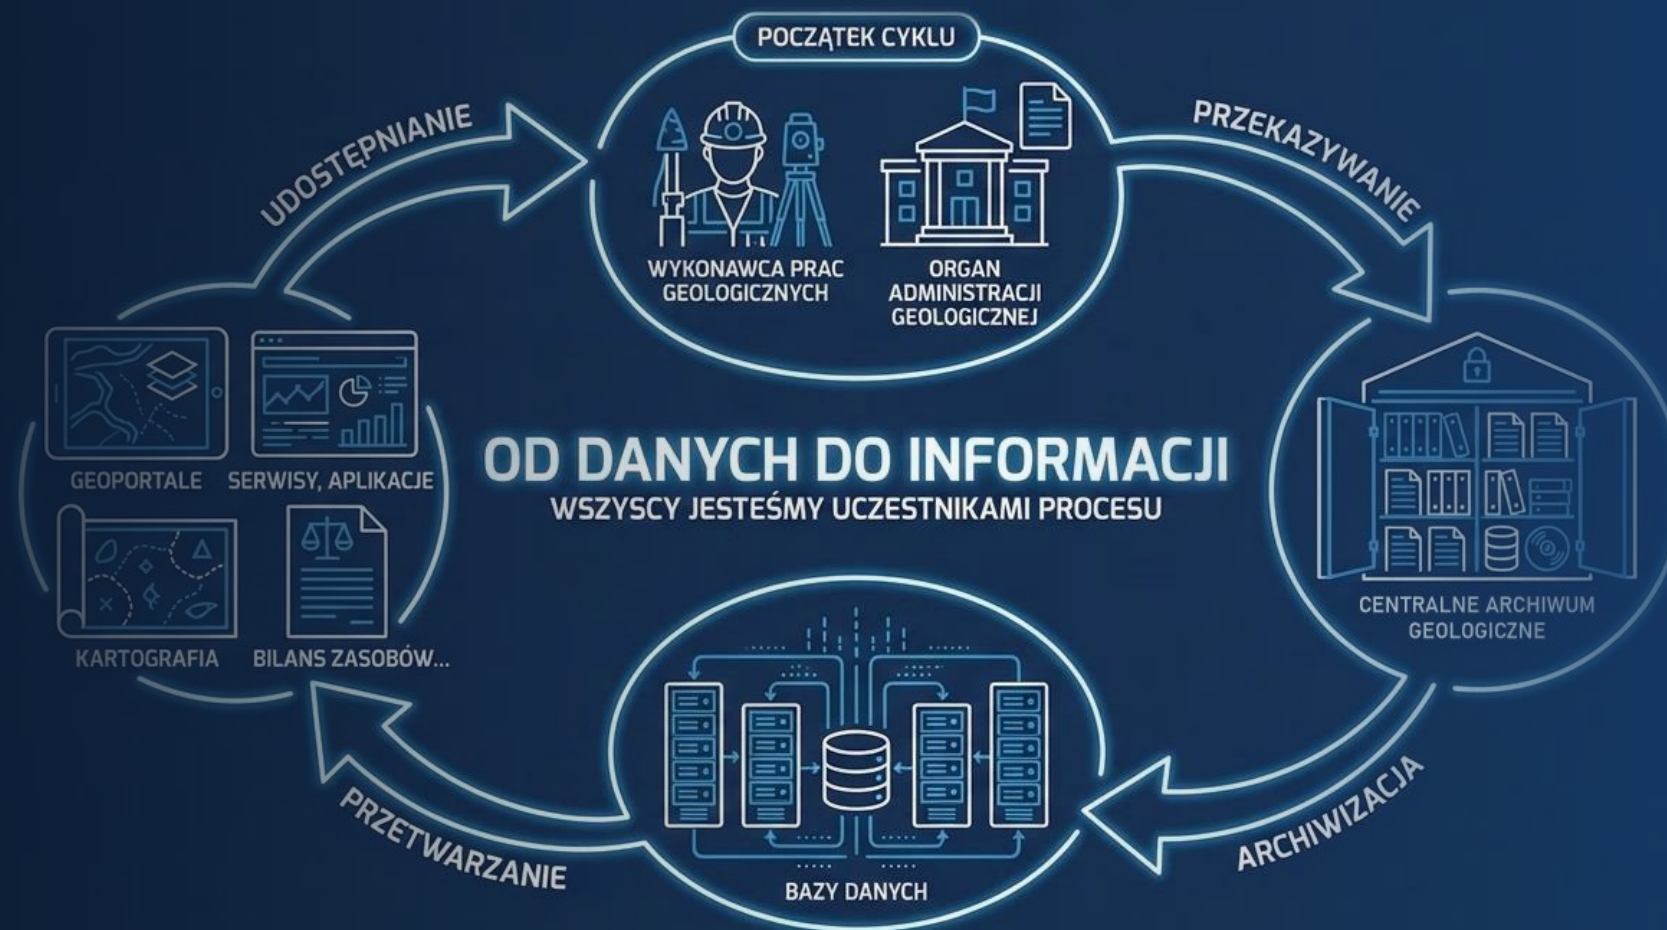 POCZĄTEK CYKLU
UDOSTĘPNIANIE
PRZEKAZYWANIE
WYKONAWCA PRAC
GEOLOGICZNYCH
ORGAN
ADMINISTRACJI
GEOLOGICZNEJ
GEOPORTALE
SERWISY, APLIKACJE
OD DANYCH DO INFORMACJI
WSZYSCY JESTEŚMY UCZESTNIKAMI PROCESU
CENTRALNE ARCHIWUM
GEOLOGICZNE
KARTOGRAFIA
BILANS ZASOBÓW...
PRZETWARZANIE
ARCHIWIZACJA
BAZY DANYCH